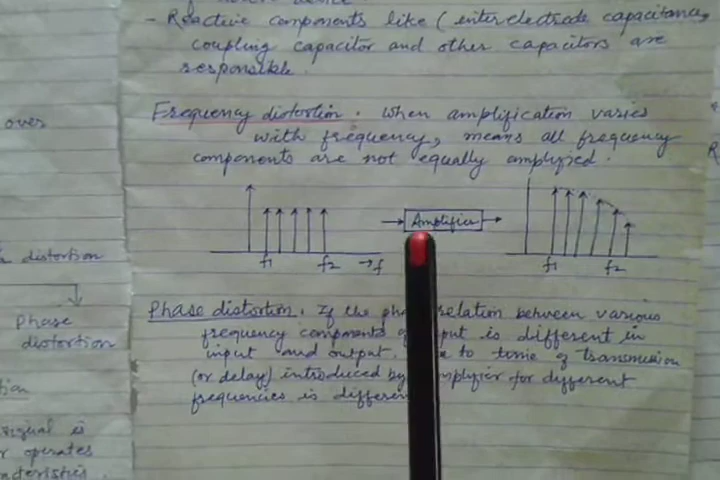 - Reactive components like (interelectrode capacitance,
coupling capacitor and other capacitors are
responsible.
over
Frequency distortion. When amplification varies
with frequency, means all frequency
components are not equally amplified.
Amplifier
f1 f2 → f
f1 f2
distortion
Phase
distortion
Phase distortion. If the relation between various
frequency components of is different in
input and output. to time of transmission
(or delay) introduced by amplifier for different
frequencies is different
signal is
operates